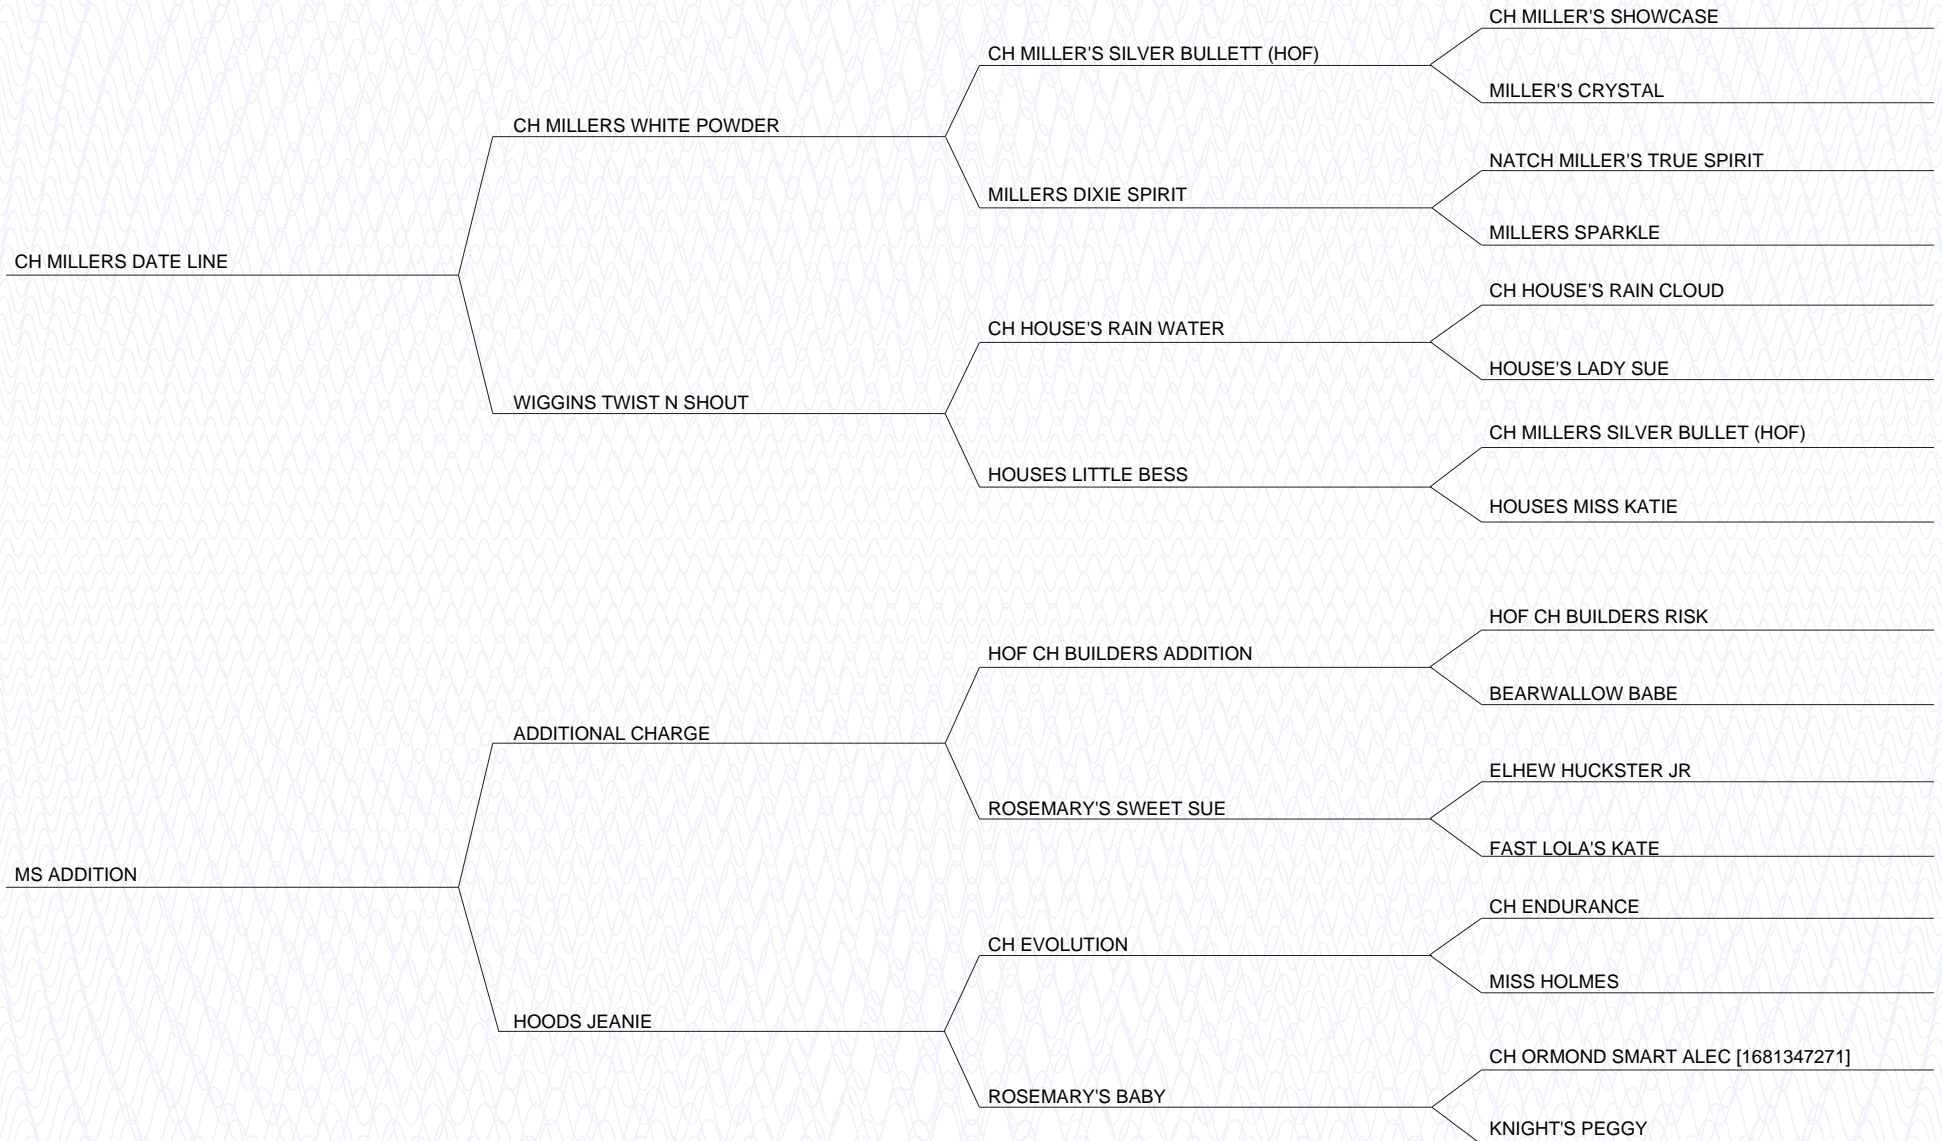 CH MILLER'S SHOWCASE
CH MILLER'S SILVER BULLETT (HOF)
MILLER'S CRYSTAL
CH MILLERS WHITE POWDER
NATCH MILLER'S TRUE SPIRIT
MILLERS DIXIE SPIRIT
MILLERS SPARKLE
CH MILLERS DATE LINE
CH HOUSE'S RAIN CLOUD
CH HOUSE'S RAIN WATER
HOUSE'S LADY SUE
WIGGINS TWIST N SHOUT
CH MILLERS SILVER BULLET (HOF)
HOUSES LITTLE BESS
HOUSES MISS KATIE
HOF CH BUILDERS RISK
HOF CH BUILDERS ADDITION
BEARWALLOW BABE
ADDITIONAL CHARGE
ELHEW HUCKSTER JR
ROSEMARY'S SWEET SUE
FAST LOLA'S KATE
MS ADDITION
CH ENDURANCE
CH EVOLUTION
MISS HOLMES
HOODS JEANIE
CH ORMOND SMART ALEC [1681347271]
ROSEMARY'S BABY
KNIGHT'S PEGGY